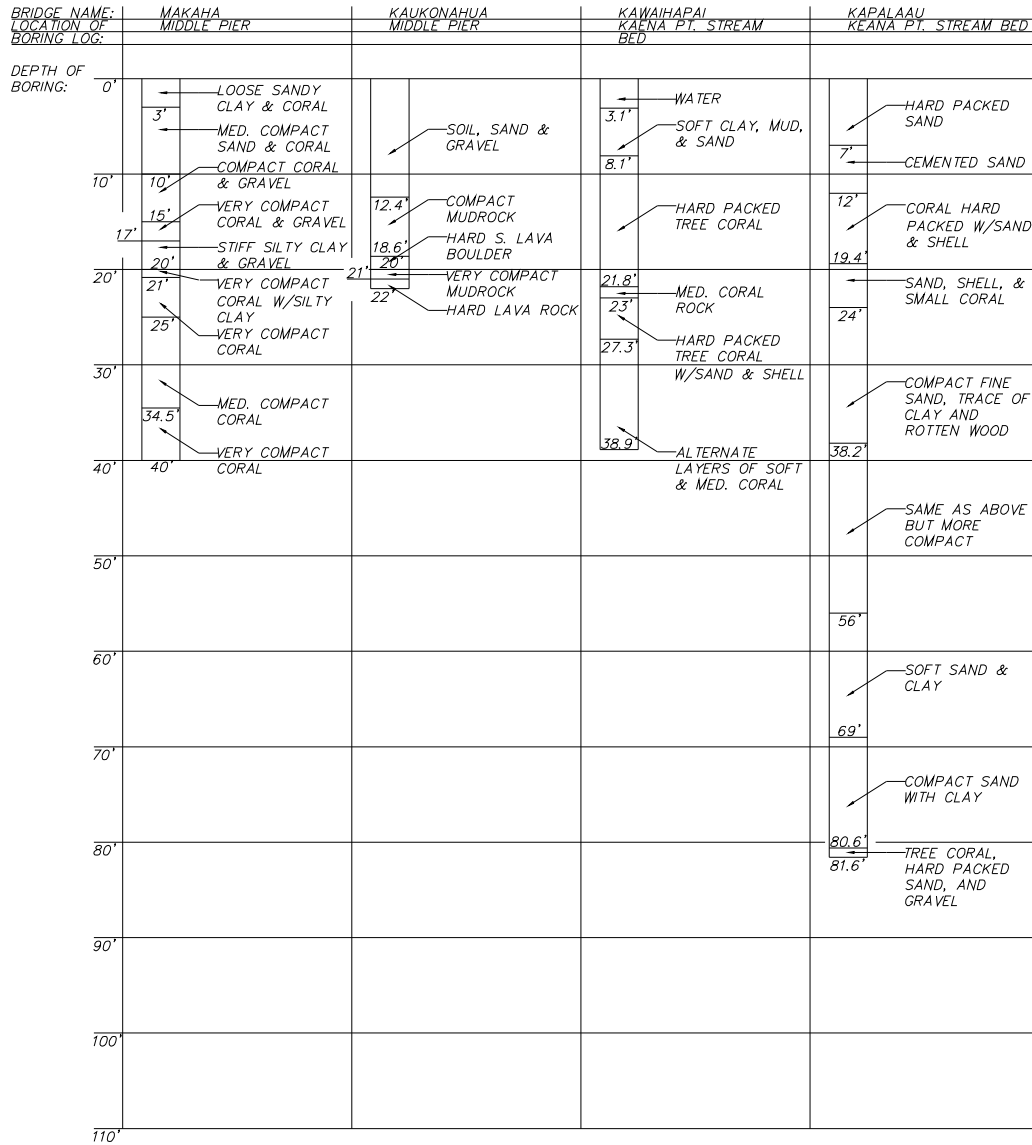 BRIDGE NAME: MAKAHA KAUKONAHUA KAWAIHAPAI KAPALAAU
LOCATION OF MIDDLE PIER MIDDLE PIER KAENA PT. STREAM KEANA PT. STREAM BED
BORING LOG: BED
DEPTH OF
BORING: 0'
10'
20'
30'
40'
50'
60'
70'
80'
90'
100'
110'
LOOSE SANDY
CLAY & CORAL
3'
MED. COMPACT
SAND & CORAL
10'
COMPACT CORAL
& GRAVEL
15'
VERY COMPACT
CORAL & GRAVEL
17'
STIFF SILTY CLAY
& GRAVEL
20'
VERY COMPACT
CORAL W/SILTY
CLAY
21'
VERY COMPACT
CORAL
25'
MED. COMPACT
CORAL
34.5'
VERY COMPACT
CORAL
40'
SOIL, SAND &
GRAVEL
12.4'
COMPACT
MUDROCK
18.6'
HARD S. LAVA
BOULDER
20'
VERY COMPACT
MUDROCK
21'
HARD LAVA ROCK
22'
WATER
3.1'
SOFT CLAY, MUD,
& SAND
8.1'
HARD PACKED
TREE CORAL
21.8'
MED. CORAL
ROCK
23'
HARD PACKED
TREE CORAL
W/SAND & SHELL
27.3'
ALTERNATE
LAYERS OF SOFT
& MED. CORAL
38.9'
HARD PACKED
SAND
7'
CEMENTED SAND
12'
CORAL HARD
PACKED W/SAND
& SHELL
19.4'
SAND, SHELL, &
SMALL CORAL
24'
COMPACT FINE
SAND, TRACE OF
CLAY AND
ROTTEN WOOD
38.2'
SAME AS ABOVE
BUT MORE
COMPACT
56'
SOFT SAND &
CLAY
69'
COMPACT SAND
WITH CLAY
80.6'
TREE CORAL,
HARD PACKED
SAND, AND
GRAVEL
81.6'